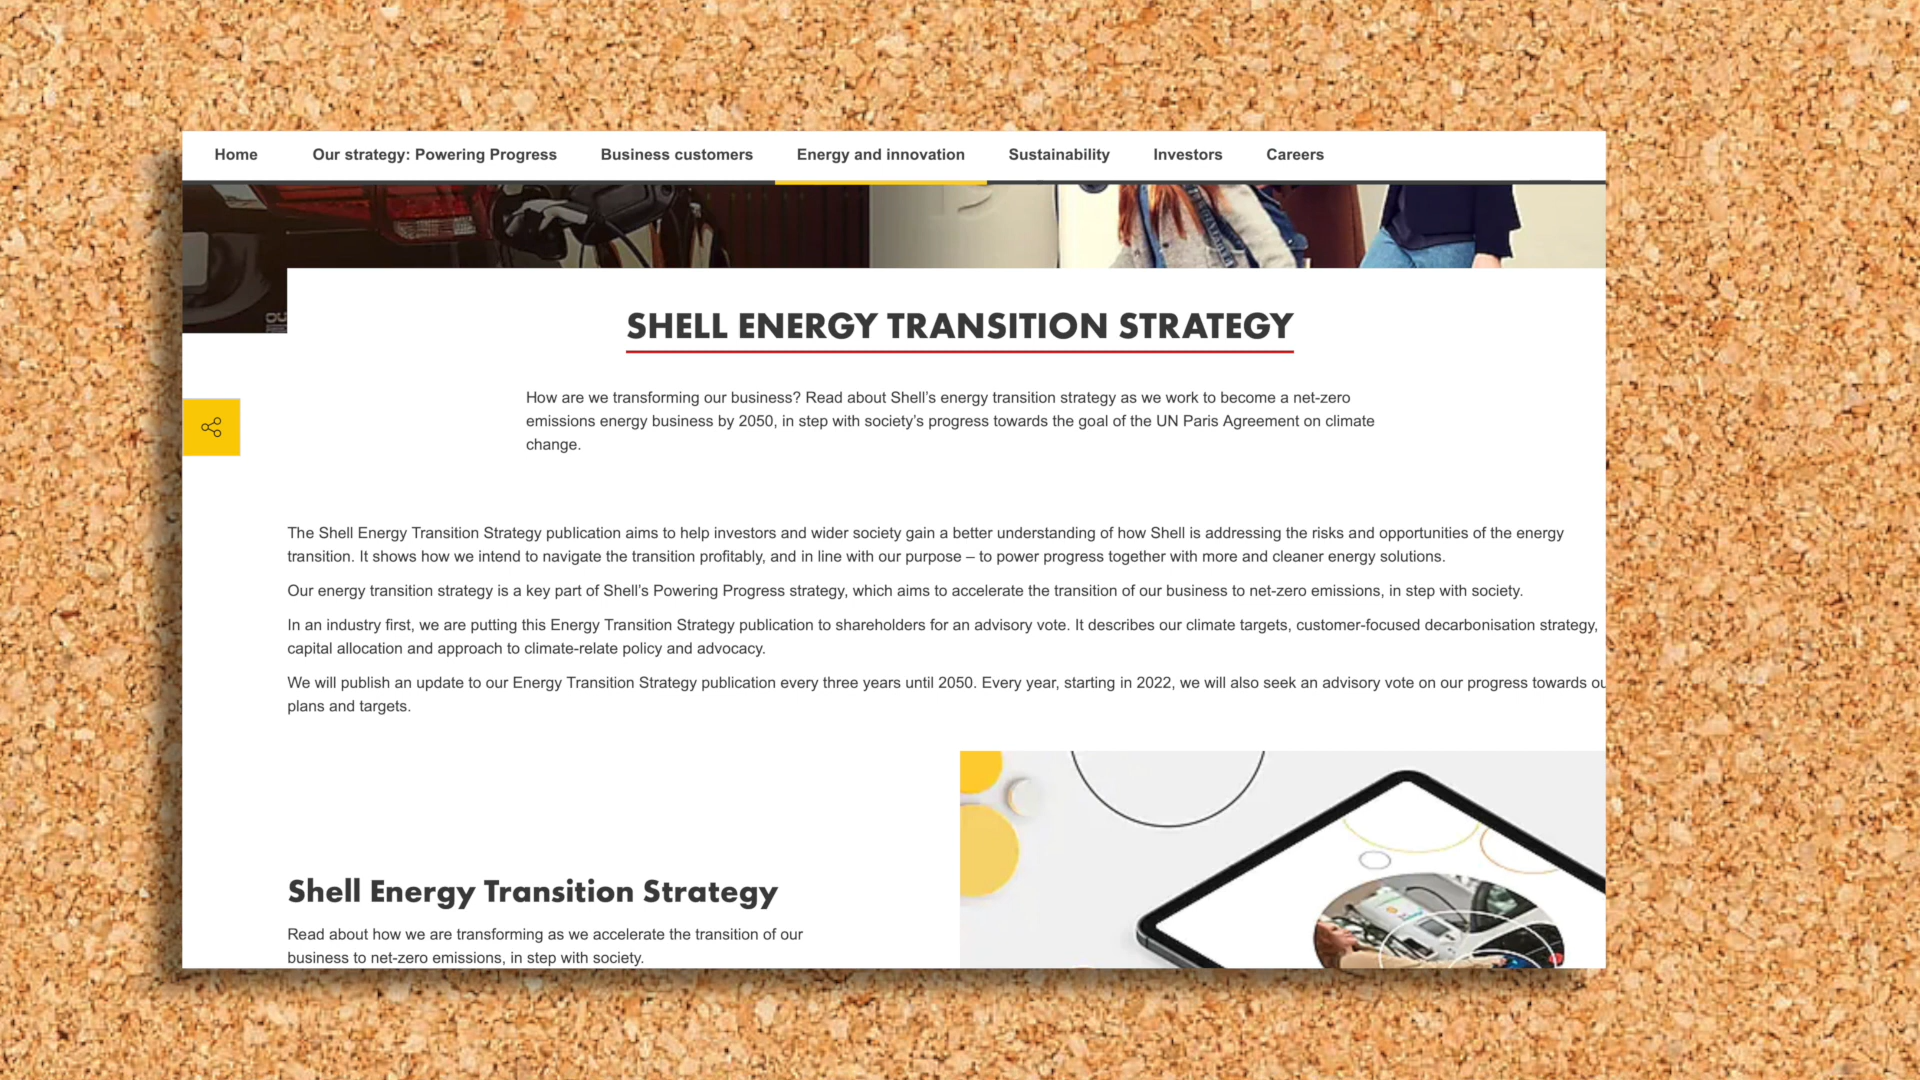 Home Our strategy: Powering Progress Business customers Energy and innovation Sustainability Investors Careers
SHELL ENERGY TRANSITION STRATEGY
How are we transforming our business? Read about Shell’s energy transition strategy as we work to become a net-zero
emissions energy business by 2050, in step with society’s progress towards the goal of the UN Paris Agreement on climate
change.
The Shell Energy Transition Strategy publication aims to help investors and wider society gain a better understanding of how Shell is addressing the risks and opportunities of the energy
transition. It shows how we intend to navigate the transition profitably, and in line with our purpose – to power progress together with more and cleaner energy solutions.
Our energy transition strategy is a key part of Shell’s Powering Progress strategy, which aims to accelerate the transition of our business to net-zero emissions, in step with society.
In an industry first, we are putting this Energy Transition Strategy publication to shareholders for an advisory vote. It describes our climate targets, customer-focused decarbonisation strategy,
capital allocation and approach to climate-relate policy and advocacy.
We will publish an update to our Energy Transition Strategy publication every three years until 2050. Every year, starting in 2022, we will also seek an advisory vote on our progress towards ou
plans and targets.
Shell Energy Transition Strategy
Read about how we are transforming as we accelerate the transition of our
business to net-zero emissions, in step with society.